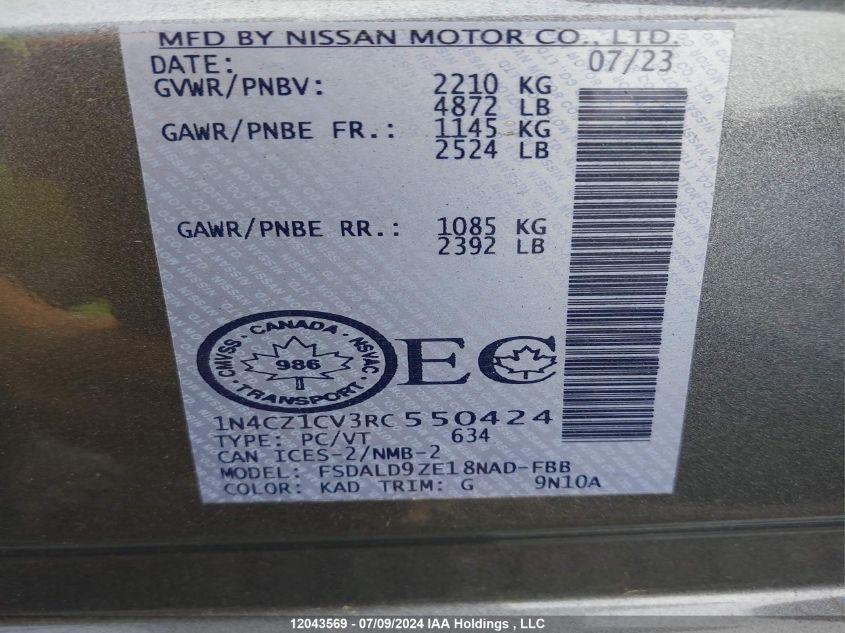 MFD BY NISSAN MOTOR CO., LTD.
DATE: 07/23
GVWR/PNBV: 2210 KG
4872 LB
GAWR/PNBE FR.: 1145 KG
2524 LB
GAWR/PNBE RR.: 1085 KG
2392 LB
CANADA
CMVSS 986 NSVAC
TRANSPORT
EC
1N4CZ1CV3RC550424
TYPE: PC/VT 634
CAN ICES-2/NMB-2
MODEL: FSDALD9ZE18NAD-FBB
COLOR: KAD TRIM: G 9N10A
12043569 - 07/09/2024 IAA Holdings , LLC